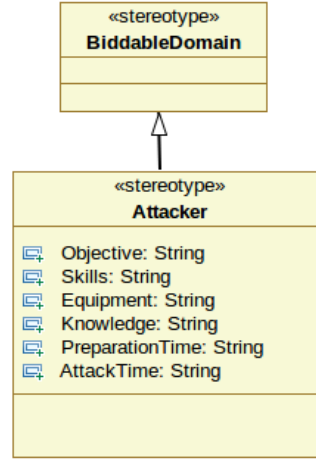 «stereotype»
BiddableDomain
«stereotype»
Attacker
Objective: String
Skills: String
Equipment: String
Knowledge: String
PreparationTime: String
AttackTime: String